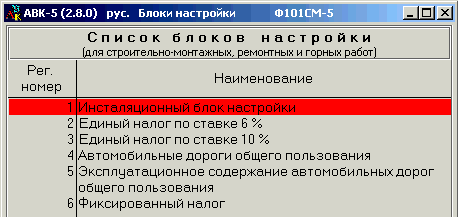 АВК-5 (2.8.0) рус. Блоки настройки Ф101СМ-5
Список блоков настройки
(для строительно-монтажных, ремонтных и горных работ)
Рег. номер Наименование
1 Инсталяционный блок настройки
2 Единый налог по ставке 6 %
3 Единый налог по ставке 10 %
4 Автомобильные дороги общего пользования
5 Эксплуатационное содержание автомобильных дорог
общего пользования
6 Фиксированный налог